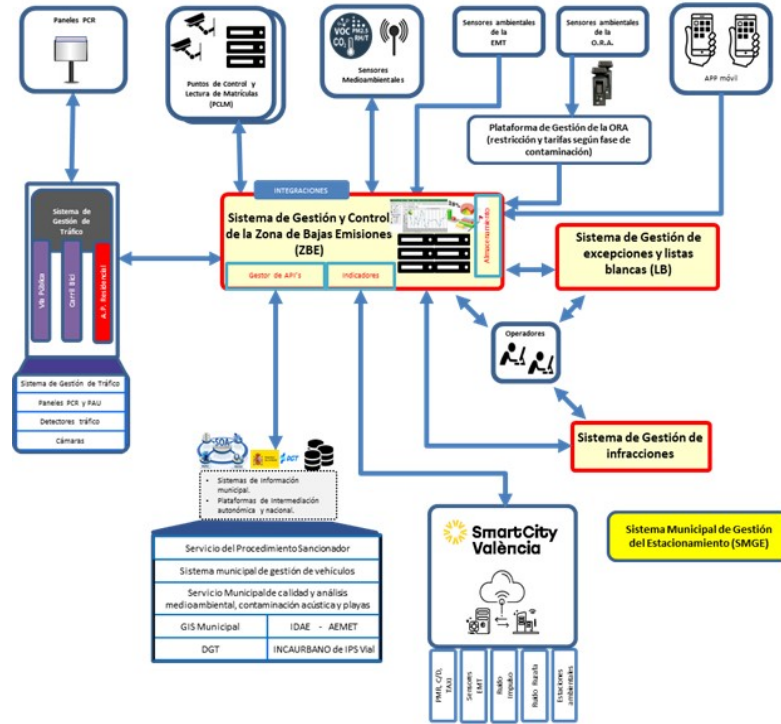 Paneles PCR
Puntos de Control y
Lectura de Matrículas
(PCLM)
VOC
PM2.5
RH/T
CO₂
Sensores
Medioambientales
Sensores ambientales
de la
EMT
Sensores ambientales
de la
O.R.A.
APP móvil
Plataforma de Gestión de la ORA
(restricción y tarifas según fase de
contaminación)
INTEGRACIONES
Sistema de Gestión y Control
de la Zona de Bajas Emisiones
(ZBE)
Gestor de API's
Indicadores
Almacenamiento
Sistema de
Gestión de
Tráfico
Vía Pública
Carril Bici
A.P. Residencial
Sistema de Gestión de Tráfico
Paneles PCR y PAU
Detectores tráfico
Cámaras
Sistema de Gestión de
excepciones y listas
blancas (LB)
Operadores
Sistema de Gestión de
infracciones
SOA
DGT
• Sistemas de Información
municipal.
• Plataformas de Intermediación
autonómica y nacional.
Servicio del Procedimiento Sancionador
Sistema municipal de gestión de vehículos
Servicio Municipal de calidad y análisis
medioambiental, contaminación acústica y playas
GIS Municipal
IDAE - AEMET
DGT
INCAURBANO de IPS Vial
SmartCity
València
Sistema Municipal de Gestión
del Estacionamiento (SMGE)
PMR, C/D,
TAXI
Sensores
EMT
Ruido
Impulso
Ruido Ruzafa
Estaciones
ambientales